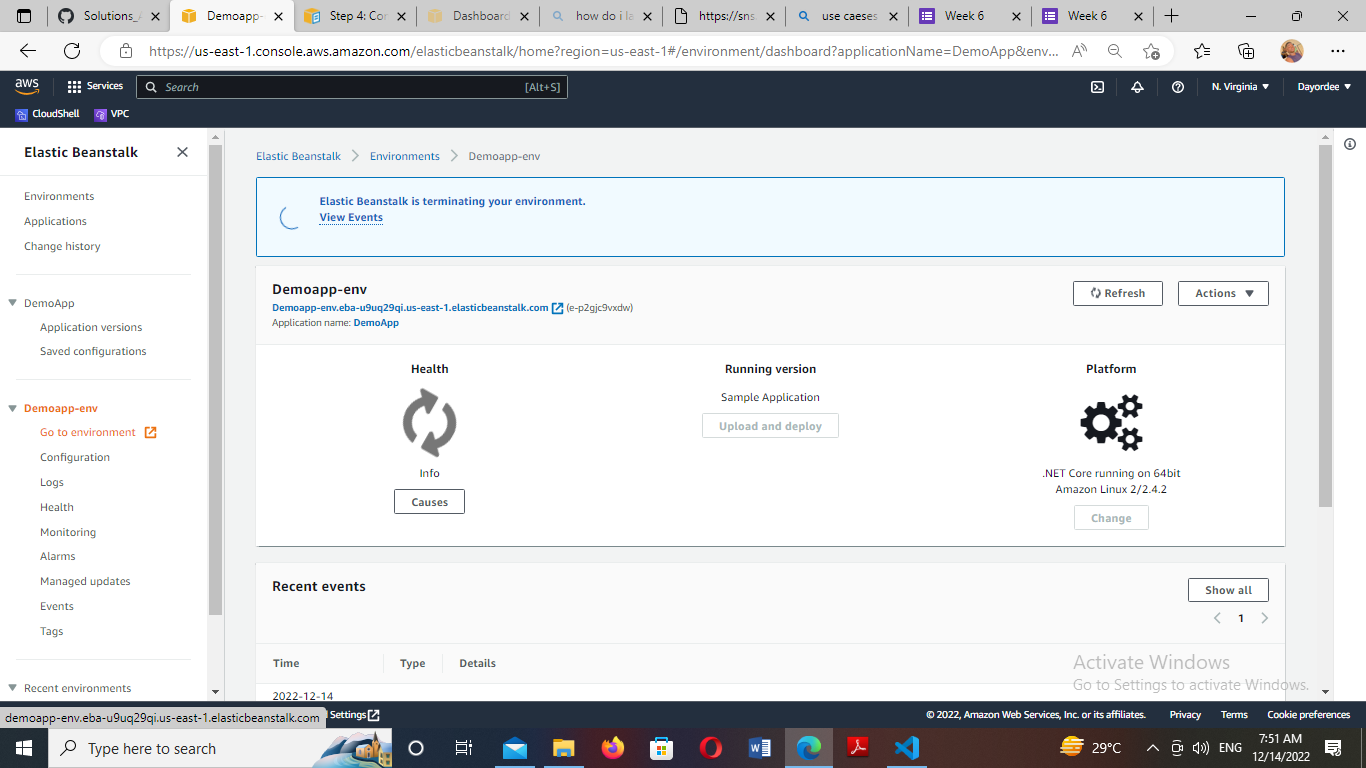 Solutions_A
Demoapp-
Step 4: Cor
Dashboard
how do i la
https://sns
use caeses
Week 6
Week 6
https://us-east-1.console.aws.amazon.com/elasticbeanstalk/home?region=us-east-1#/environment/dashboard?applicationName=DemoApp&env...
aws
Services
Search
[Alt+S]
N. Virginia
Dayordee
CloudShell
VPC
Elastic Beanstalk
Environments
Applications
Change history
DemoApp
Application versions
Saved configurations
Demoapp-env
Go to environment
Configuration
Logs
Health
Monitoring
Alarms
Managed updates
Events
Tags
Recent environments
Elastic Beanstalk > Environments > Demoapp-env
Elastic Beanstalk is terminating your environment.
View Events
Demoapp-env
Demoapp-env.eba-u9uq29qi.us-east-1.elasticbeanstalk.com (e-p2gjc9vxdw)
Application name: DemoApp
Refresh
Actions
Health
Info
Causes
Running version
Sample Application
Upload and deploy
Platform
.NET Core running on 64bit
Amazon Linux 2/2.4.2
Change
Recent events
Show all
1
Time
Type
Details
2022-12-14
Activate Windows
Go to Settings to activate Windows.
demoapp-env.eba-u9uq29qi.us-east-1.elasticbeanstalk.com
Settings
© 2022, Amazon Web Services, Inc. or its affiliates.
Privacy
Terms
Cookie preferences
Type here to search
29°C
ENG
7:51 AM
12/14/2022